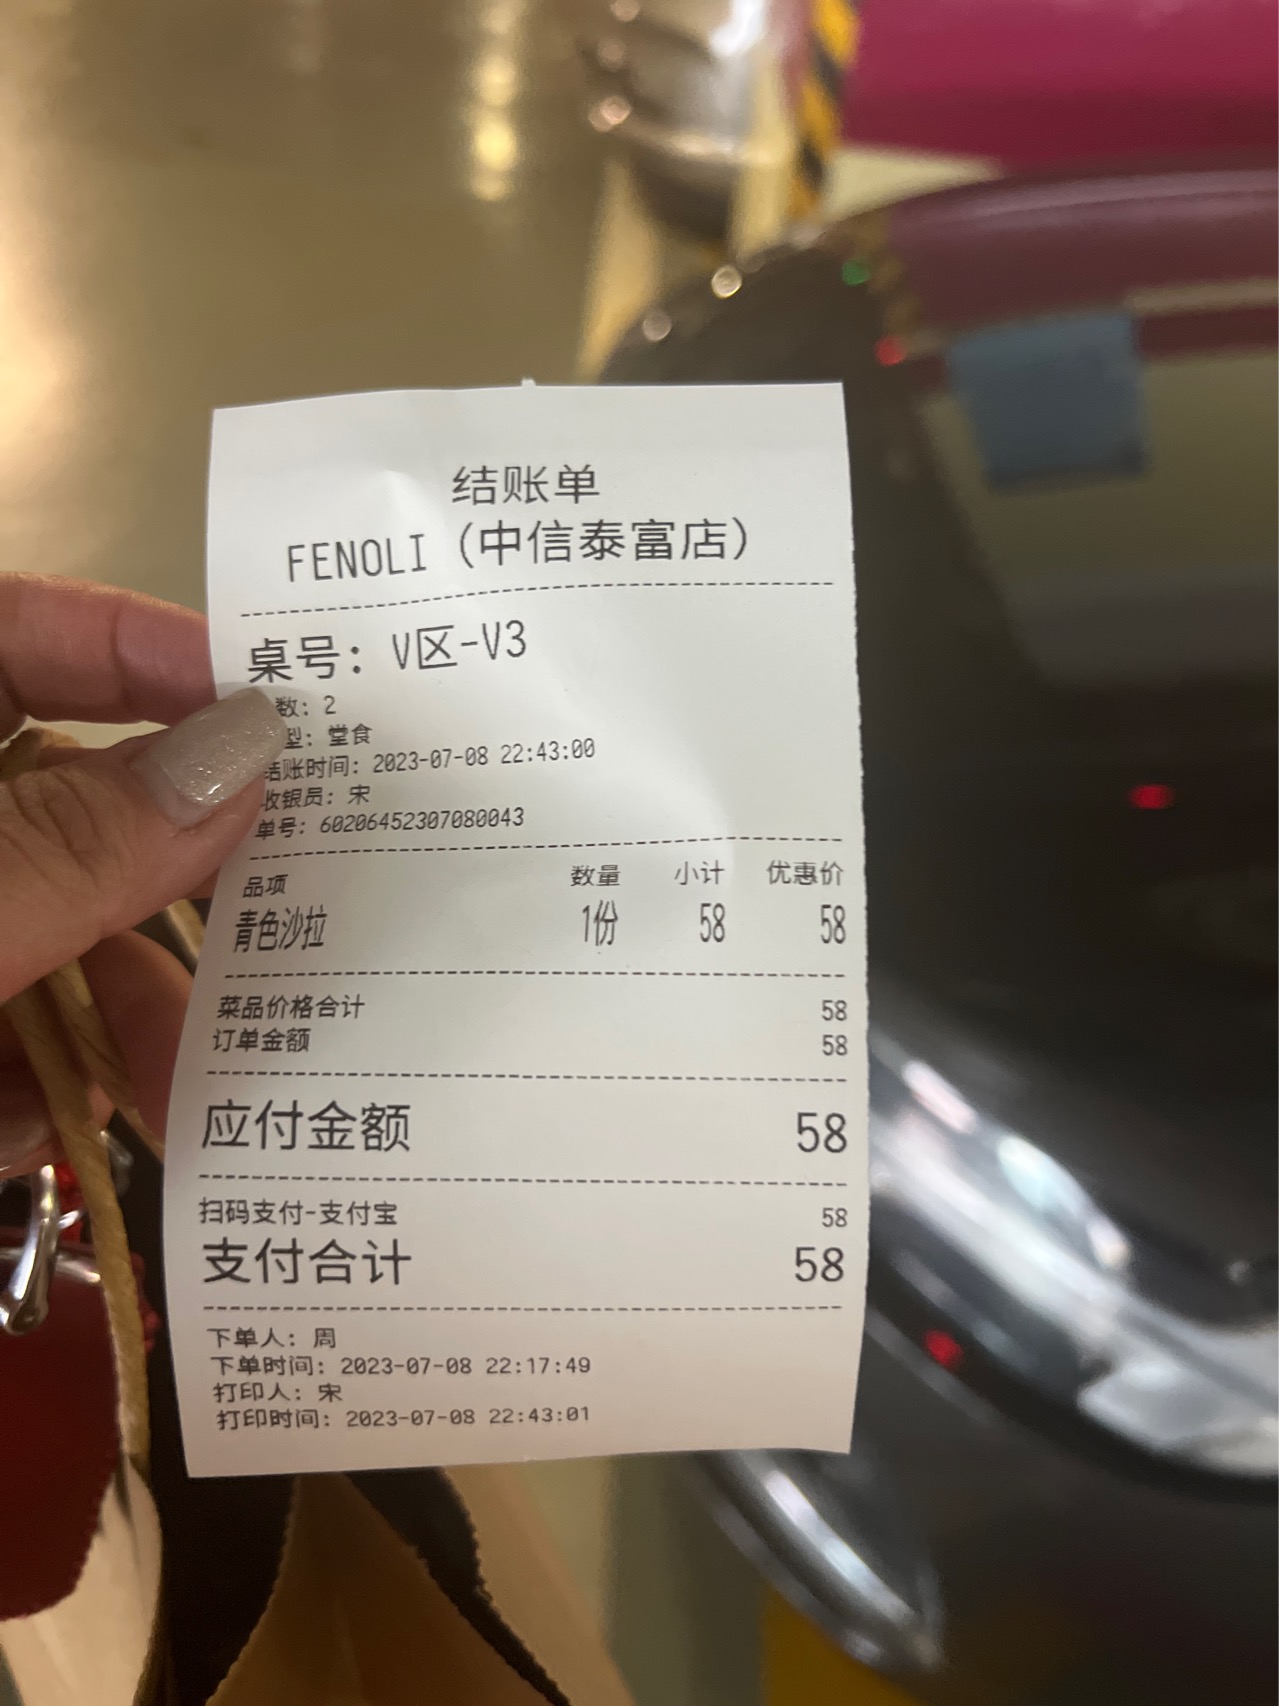 结账单
FENOLI（中信泰富店）
桌号：V区-V3
数：2
型：堂食
结账时间：2023-07-08 22:43:00
收银员：宋
单号：60206452307080043
品项 数量 小计 优惠价
青色沙拉 1份 58 58
菜品价格合计 58
订单金额 58
应付金额 58
扫码支付-支付宝 58
支付合计 58
下单人：周
下单时间：2023-07-08 22:17:49
打印人：宋
打印时间：2023-07-08 22:43:01